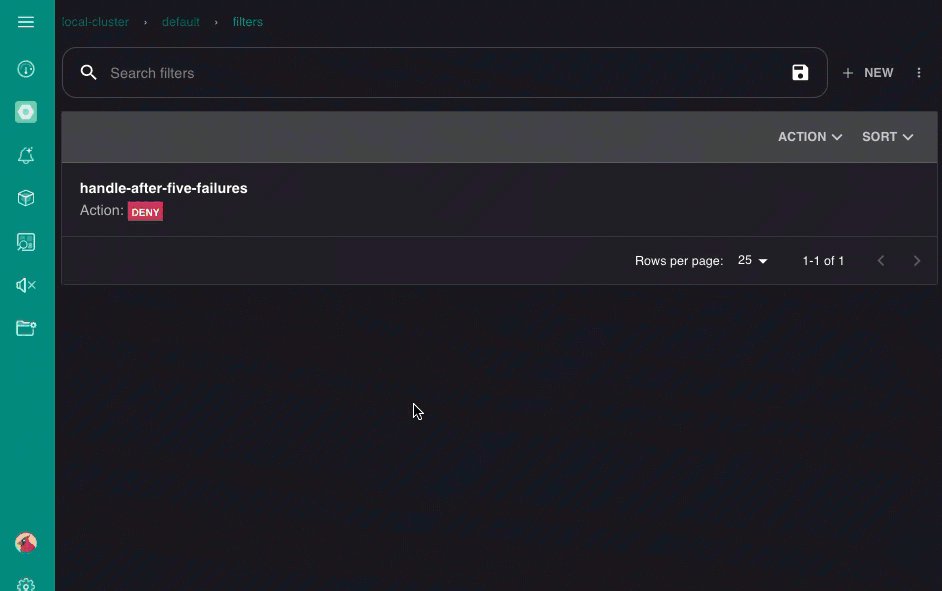 local-cluster › default › filters
Search filters
NEW
ACTION SORT
handle-after-five-failures
Action: DENY
Rows per page: 25 1-1 of 1